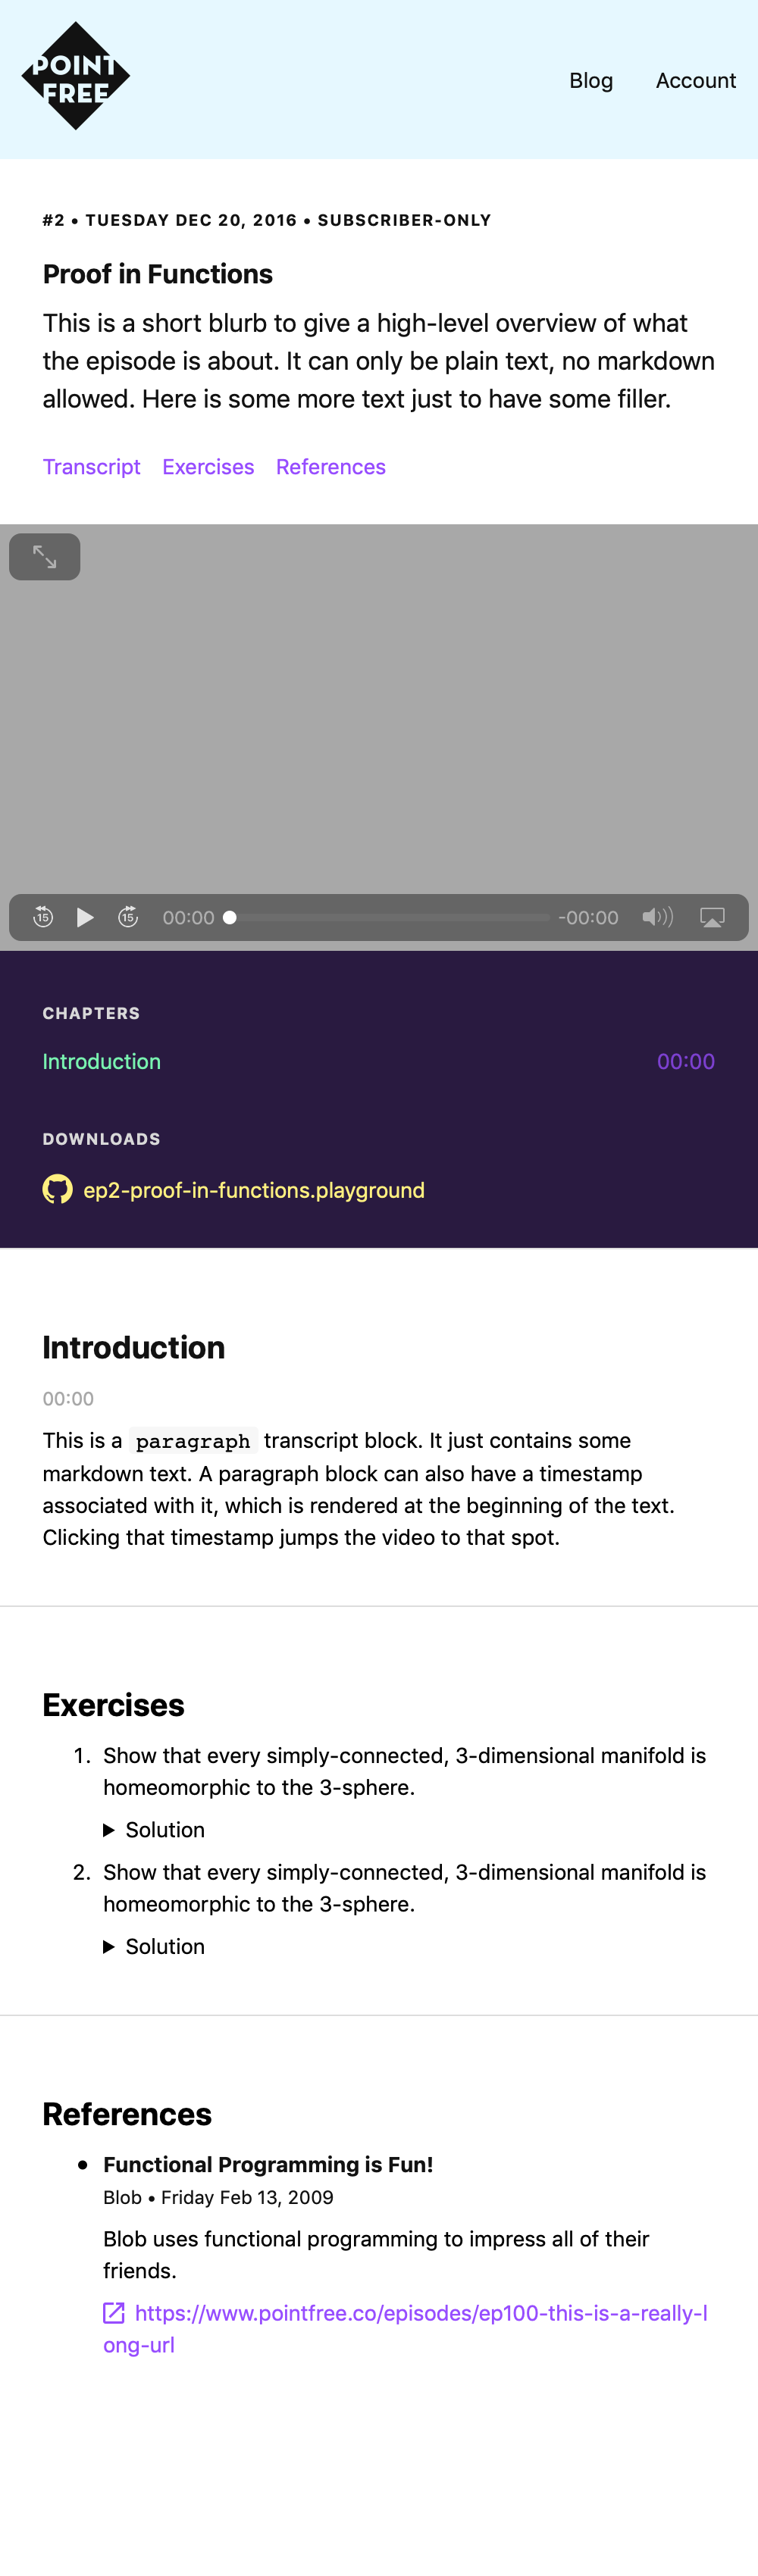 POINT
FREE
Blog
Account
#2 • TUESDAY DEC 20, 2016 • SUBSCRIBER-ONLY
Proof in Functions
This is a short blurb to give a high-level overview of what
the episode is about. It can only be plain text, no markdown
allowed. Here is some more text just to have some filler.
Transcript Exercises References
15
15
00:00
-00:00
CHAPTERS
Introduction 00:00
DOWNLOADS
ep2-proof-in-functions.playground
Introduction
00:00
This is a paragraph transcript block. It just contains some
markdown text. A paragraph block can also have a timestamp
associated with it, which is rendered at the beginning of the text.
Clicking that timestamp jumps the video to that spot.
Exercises
1. Show that every simply-connected, 3-dimensional manifold is
homeomorphic to the 3-sphere.
Solution
2. Show that every simply-connected, 3-dimensional manifold is
homeomorphic to the 3-sphere.
Solution
References
• Functional Programming is Fun!
Blob • Friday Feb 13, 2009
Blob uses functional programming to impress all of their
friends.
https://www.pointfree.co/episodes/ep100-this-is-a-really-l
ong-url